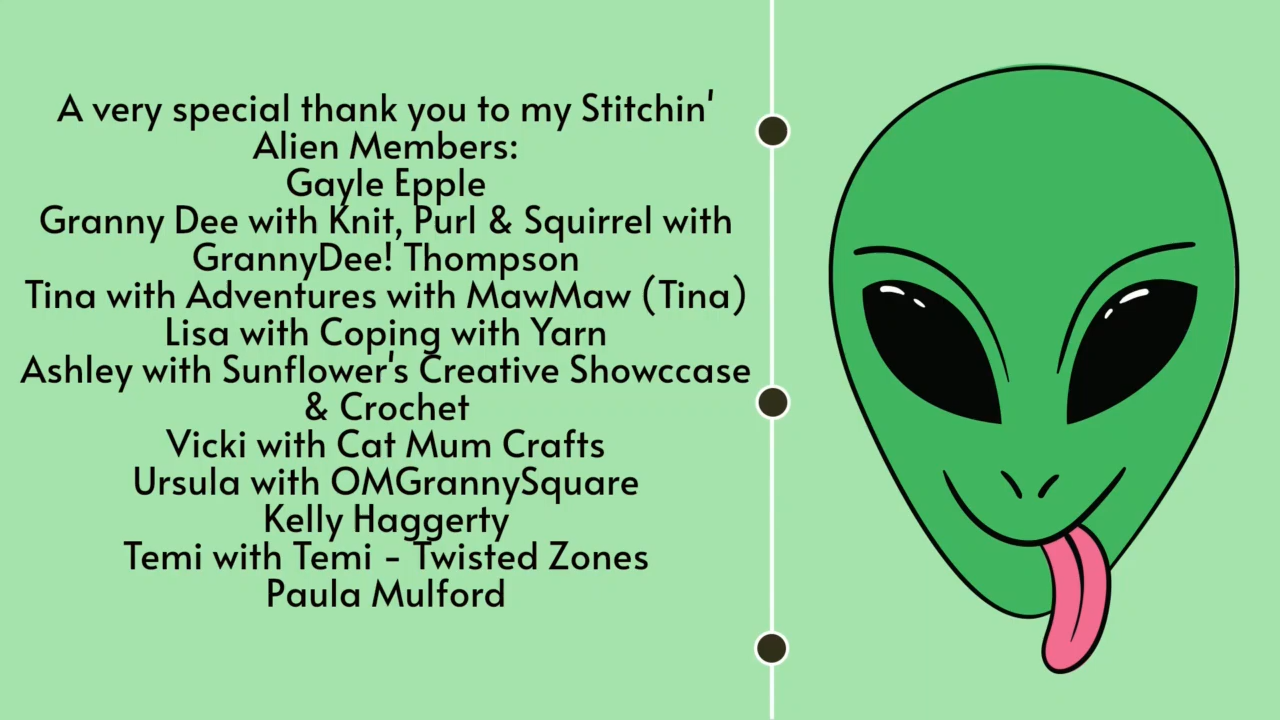 A very special thank you to my Stitchin'
Alien Members:
Gayle Epple
Granny Dee with Knit, Purl & Squirrel with
GrannyDee! Thompson
Tina with Adventures with MawMaw (Tina)
Lisa with Coping with Yarn
Ashley with Sunflower's Creative Showccase
& Crochet
Vicki with Cat Mum Crafts
Ursula with OMGrannySquare
Kelly Haggerty
Temi with Temi - Twisted Zones
Paula Mulford